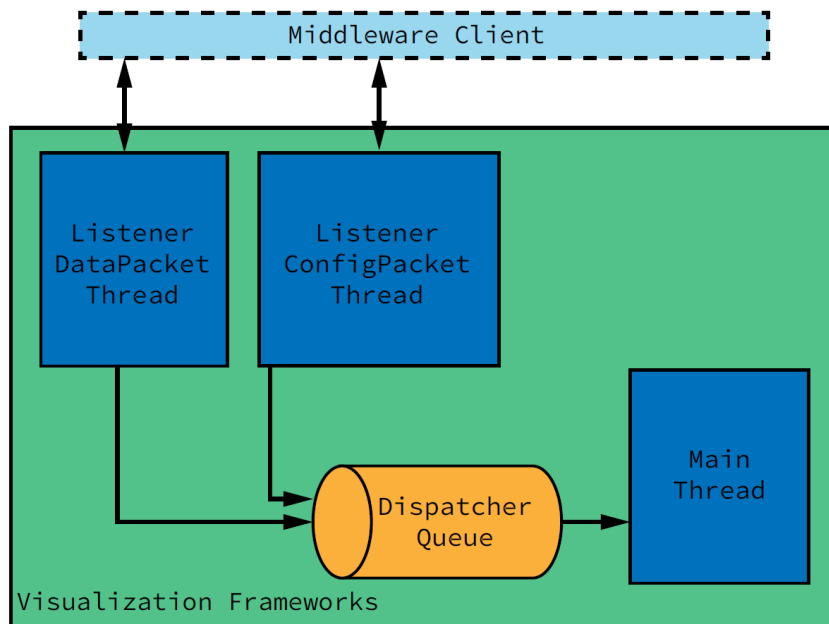 Middleware Client
Listener
DataPacket
Thread
Listener
ConfigPacket
Thread
Main
Thread
Dispatcher
Queue
Visualization Frameworks